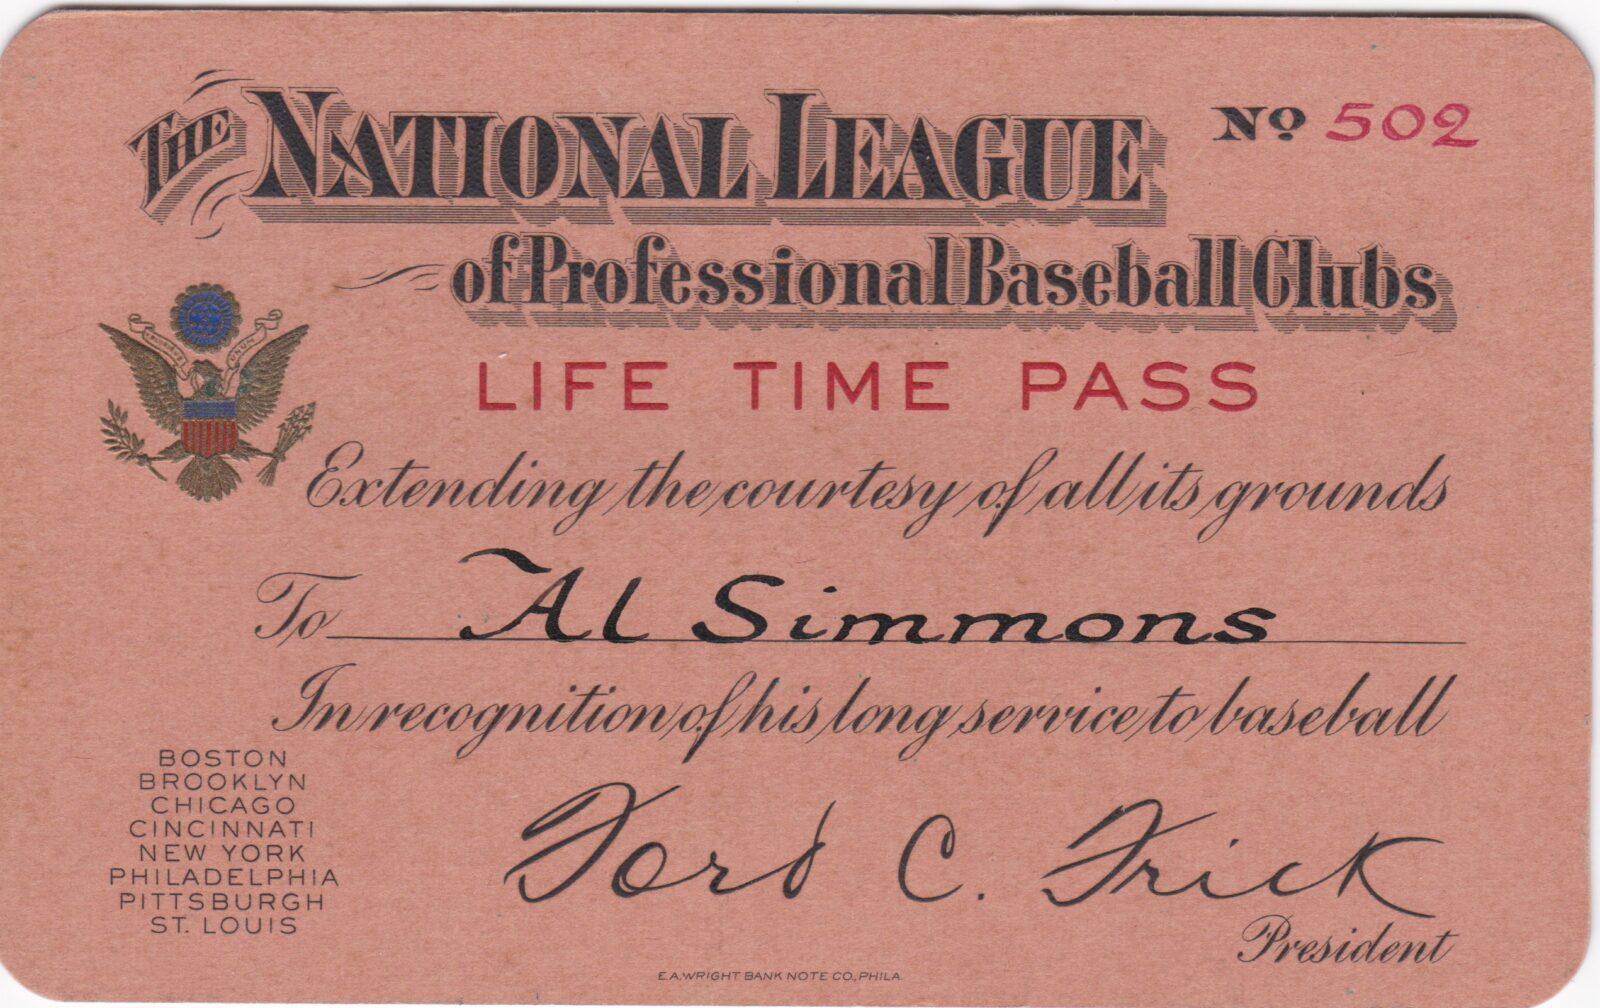 THE NATIONAL LEAGUE
No 502
of Professional Baseball Clubs
LIFE TIME PASS
Extending the courtesy of all its grounds
To Al Simmons
In recognition of his long service to baseball
BOSTON
BROOKLYN
CHICAGO
CINCINNATI
NEW YORK
PHILADELPHIA
PITTSBURGH
ST. LOUIS
Ford C. Frick
President
E.A. WRIGHT BANK NOTE CO., PHILA.